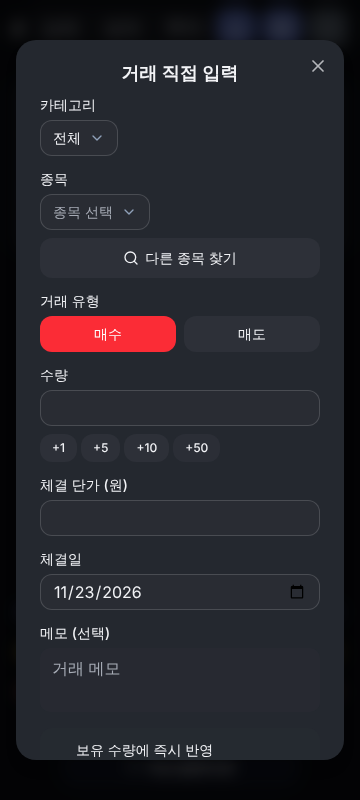 거래 직접 입력
카테고리
전체
종목
종목 선택
다른 종목 찾기
거래 유형
매수 매도
수량
+1 +5 +10 +50
체결 단가 (원)
체결일
11/23/2026
메모 (선택)
거래 메모
보유 수량에 즉시 반영